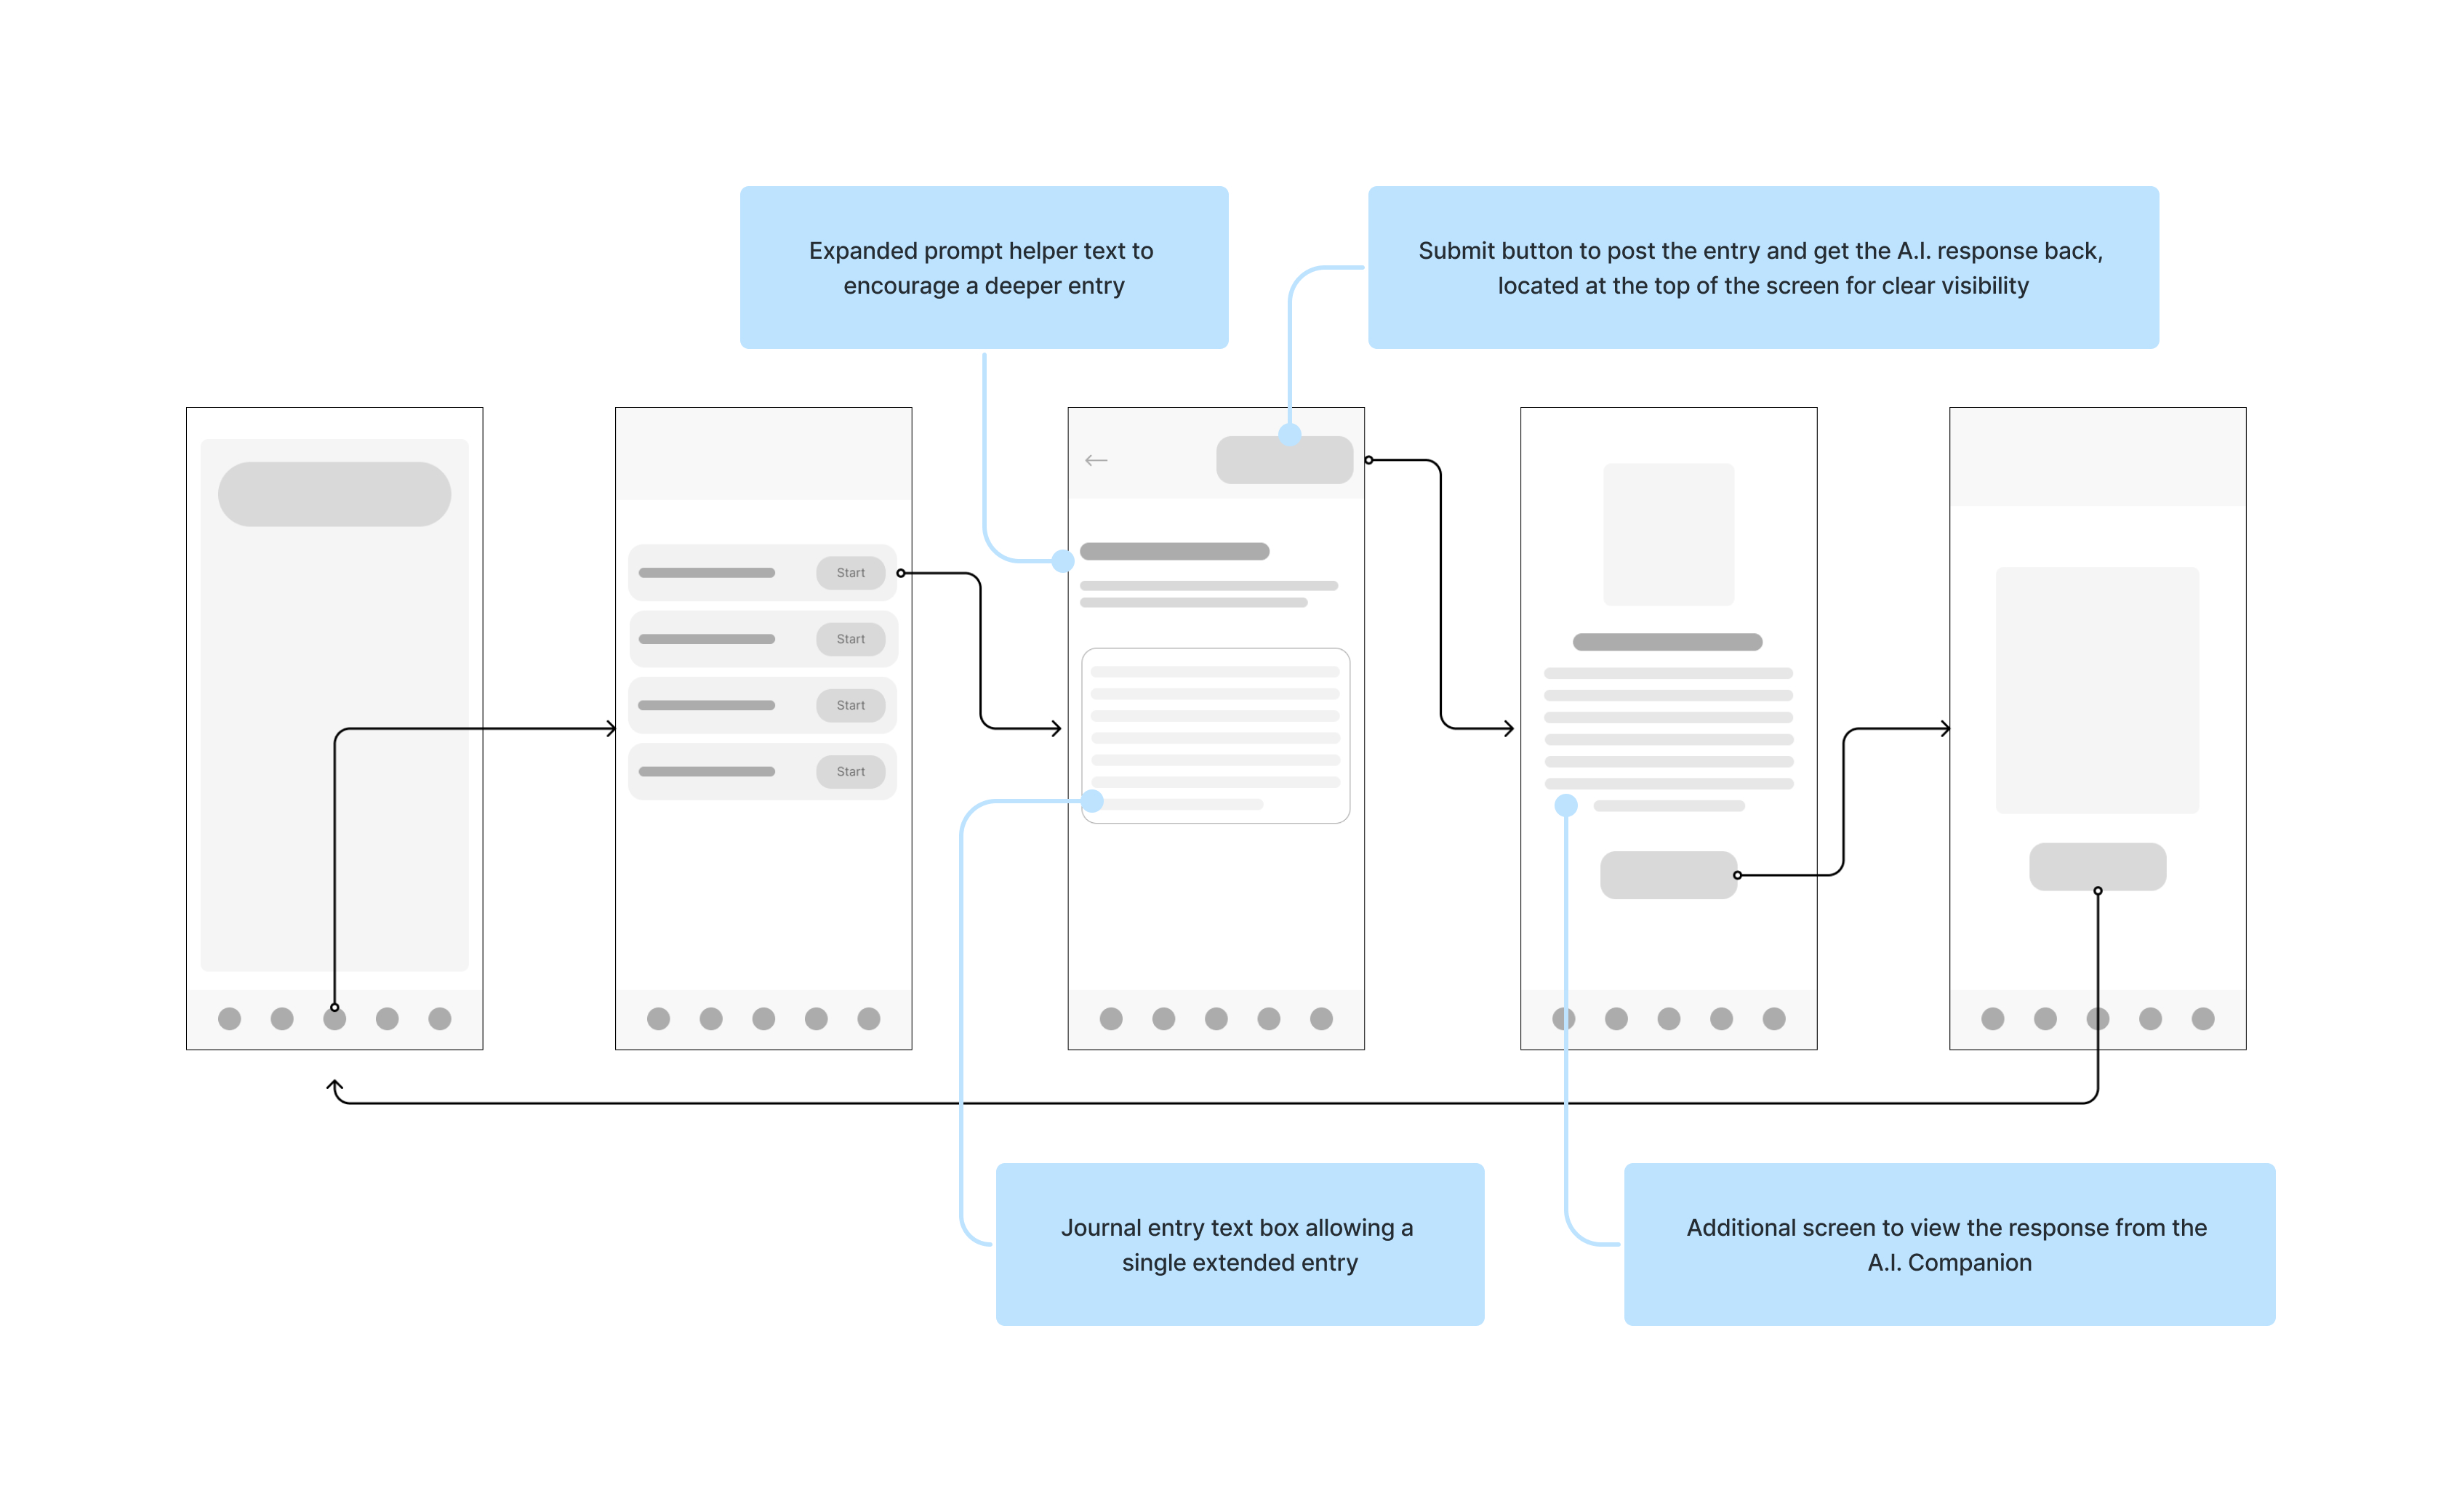 Expanded prompt helper text to
encourage a deeper entry
Submit button to post the entry and get the A.I. response back,
located at the top of the screen for clear visibility
Start
Start
Start
Start
Journal entry text box allowing a
single extended entry
Additional screen to view the response from the
A.I. Companion